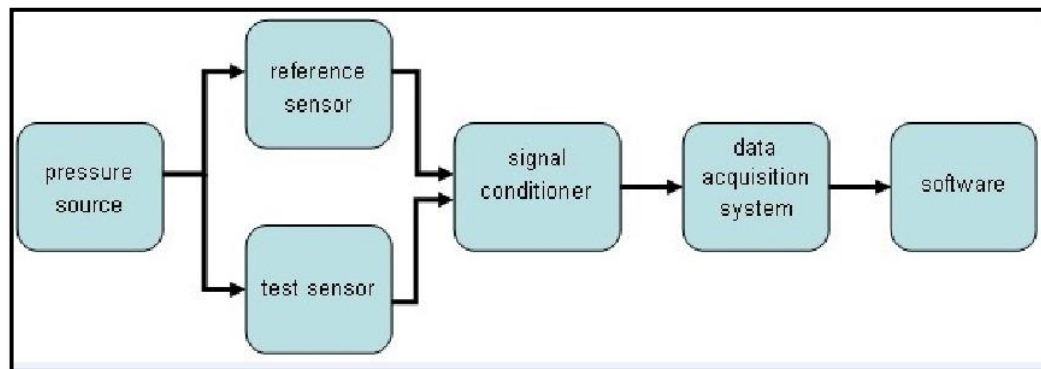 pressure
source
reference
sensor
test sensor
signal
conditioner
data
acquisition
system
software